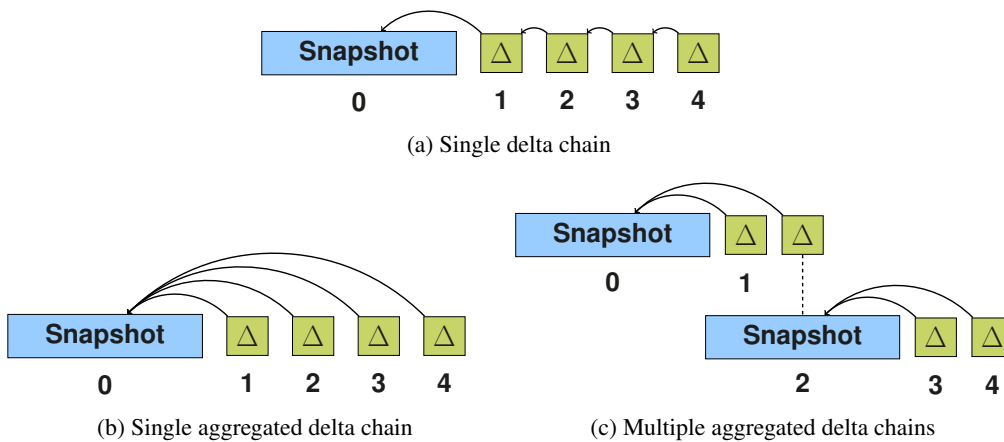 Snapshot Δ Δ Δ Δ
0 1 2 3 4
(a) Single delta chain
Snapshot Δ Δ Δ Δ
0 1 2 3 4
(b) Single aggregated delta chain
Snapshot Δ Δ
0 1
Snapshot Δ Δ
2 3 4
(c) Multiple aggregated delta chains